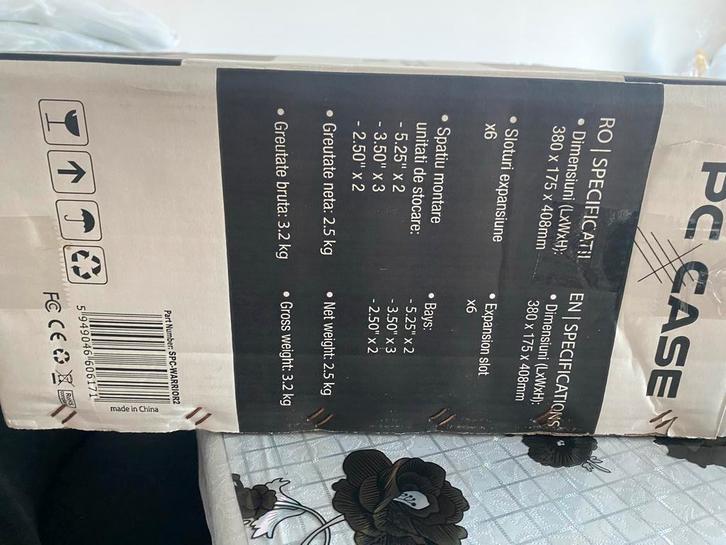 PC CASE
RO | SPECIFICATII
• Dimensiuni (LxWxH):
380 x 175 x 408mm
• Sloturi expansiune
x6
• Spatiu montare
unitati de stocare:
- 5.25" x 2
- 3.50" x 3
- 2.50" x 2
• Greutate neta: 2.5 kg
• Greutate bruta: 3.2 kg
EN | SPECIFICATIONS
• Dimensions (LxWxH):
380 x 175 x 408mm
• Expansion slot
x6
• Bays:
- 5.25" x 2
- 3.50" x 3
- 2.50" x 2
• Net weight: 2.5 kg
• Gross weight: 3.2 kg
Part Number: SPC-WARRIOR2
5 949046 606171
made in China
FC CE RoHS